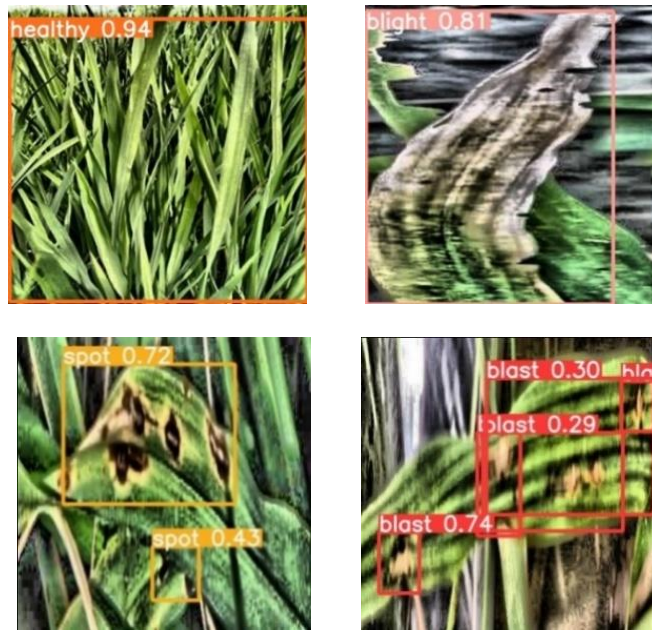 healthy 0.94
blight 0.81
spot 0.72
spot 0.43
blast 0.30
blast 0.29
blast 0.74